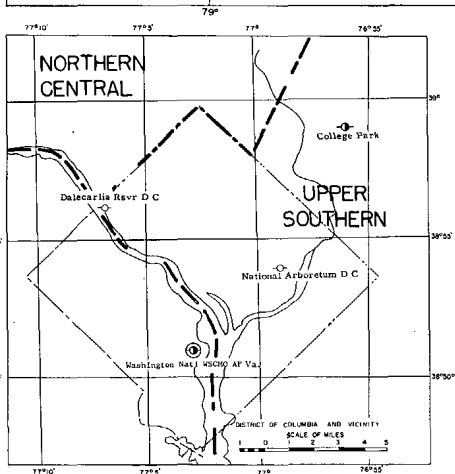 79°
77°10'
77°5'
77°
76°55'
NORTHERN
CENTRAL
39°
College Park
Dalecarlia Rsvr D C
UPPER
SOUTHERN
38°55'
National Arboretum D C
Washington Natl WSCMO AP Va.
38°50'
DISTRICT OF COLUMBIA AND VICINITY
SCALE OF MILES
1 0 1 2 3 4 5
77°10'
77°5'
77°
76°55'